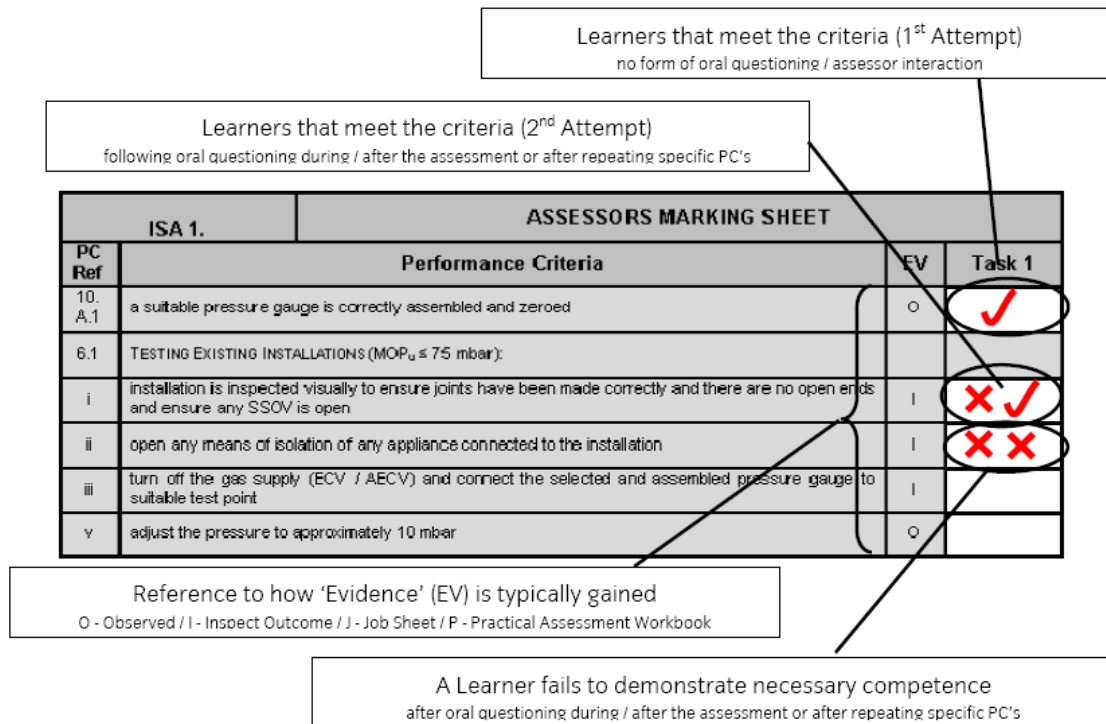 Learners that meet the criteria (1st Attempt)
no form of oral questioning / assessor interaction
Learners that meet the criteria (2nd Attempt)
following oral questioning during / after the assessment or after repeating specific PC's
ISA 1.
ASSESSORS MARKING SHEET
PC Ref
Performance Criteria
EV
Task 1
10. A.1
a suitable pressure gauge is correctly assembled and zeroed
O
6.1
TESTING EXISTING INSTALLATIONS (MOPu ≤ 75 mbar):
i
installation is inspected visually to ensure joints have been made correctly and there are no open ends
and ensure any SSOV is open
I
ii
open any means of isolation of any appliance connected to the installation
I
iii
turn off the gas supply (ECV / AECV) and connect the selected and assembled pressure gauge to
suitable test point
I
v
adjust the pressure to approximately 10 mbar
O
Reference to how 'Evidence' (EV) is typically gained
O - Observed / I - Inspect Outcome / J - Job Sheet / P - Practical Assessment Workbook
A Learner fails to demonstrate necessary competence
after oral questioning during / after the assessment or after repeating specific PC's